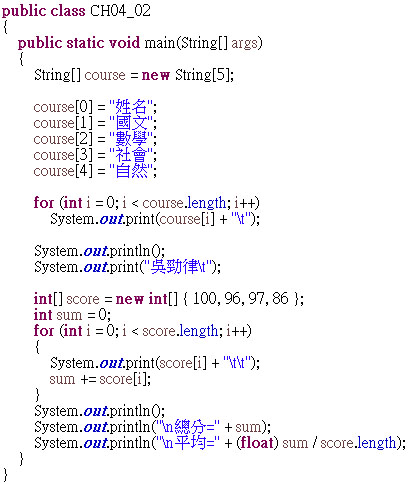 public class CH04_02
{
public static void main(String[] args)
{
String[] course = new String[5];
course[0] = "姓名";
course[1] = "國文";
course[2] = "數學";
course[3] = "社會";
course[4] = "自然";
for (int i = 0; i < course.length; i++)
System.out.print(course[i] + "\t");
System.out.println();
System.out.print("吳勁律\t");
int[] score = new int[] { 100, 96, 97, 86 };
int sum = 0;
for (int i = 0; i < score.length; i++)
{
System.out.print(score[i] + "\t\t");
sum += score[i];
}
System.out.println();
System.out.println("\n總分=" + sum);
System.out.println("\n平均=" + (float) sum / score.length);
}
}